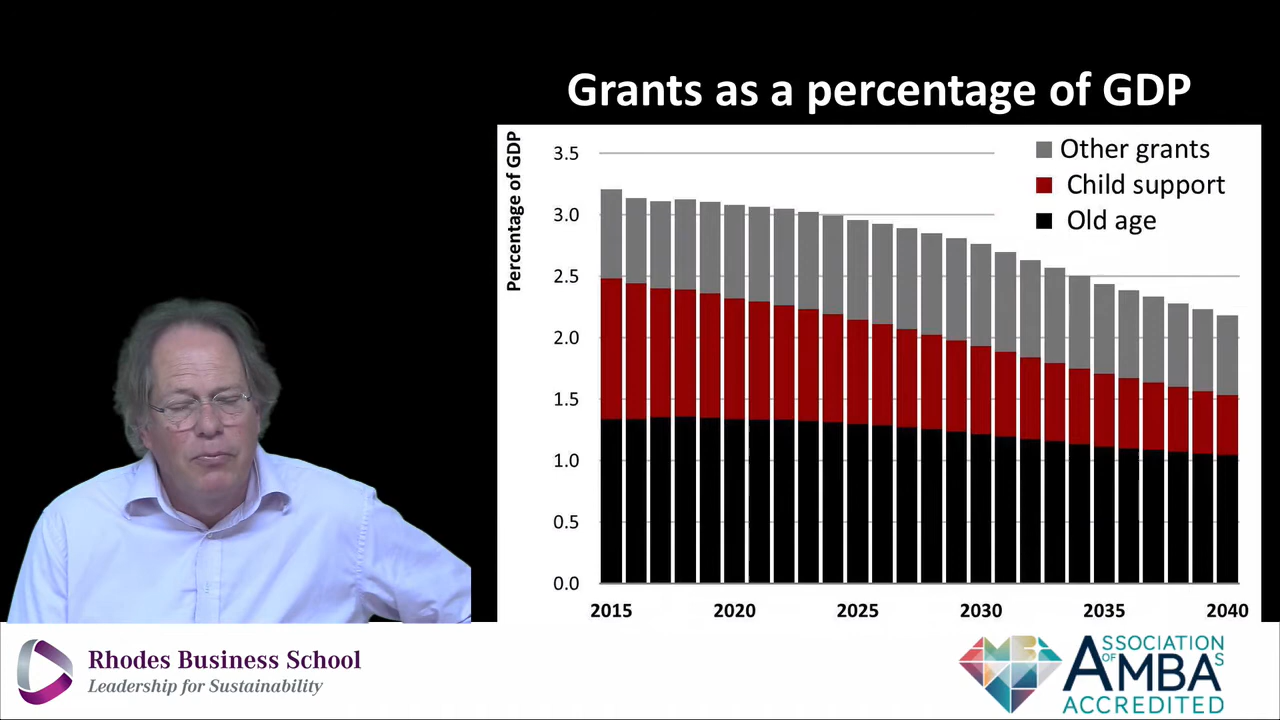 Grants as a percentage of GDP
Percentage of GDP
Other grants
Child support
Old age
3.5
3.0
2.5
2.0
1.5
1.0
0.5
0.0
2015 2020 2025 2030 2035 2040
Rhodes Business School
Leadership for Sustainability
ASSOCIATION
OF
AMBAS
ACCREDITED